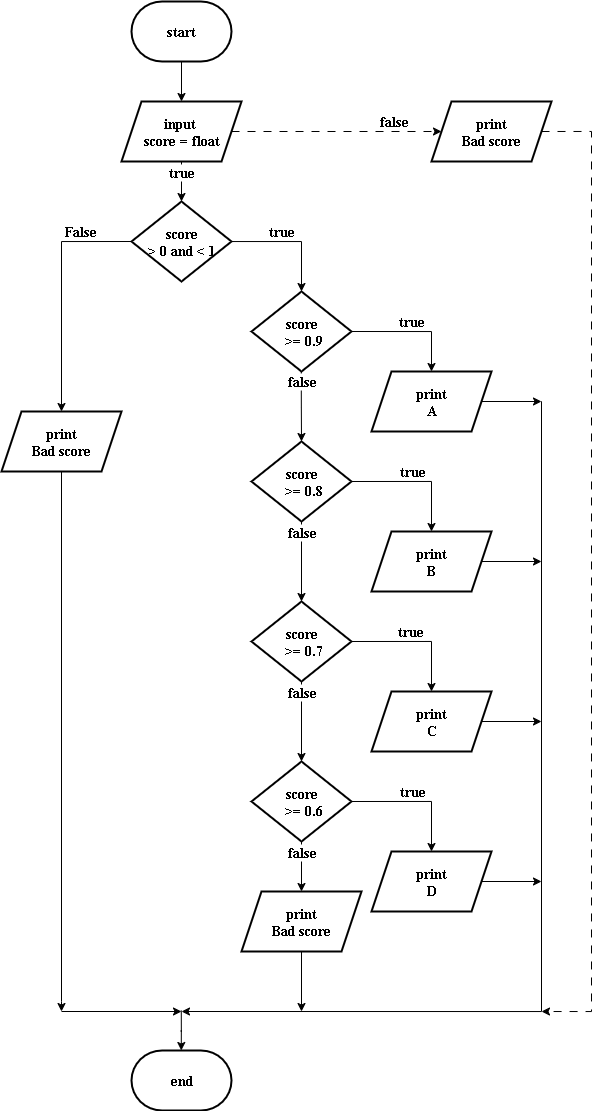 start
input
score = float
false
print
Bad score
true
False
score
> 0 and < 1
true
score
>= 0.9
true
false
print
A
print
Bad score
score
>= 0.8
true
false
print
B
score
>= 0.7
true
false
print
C
score
>= 0.6
true
false
print
D
print
Bad score
end